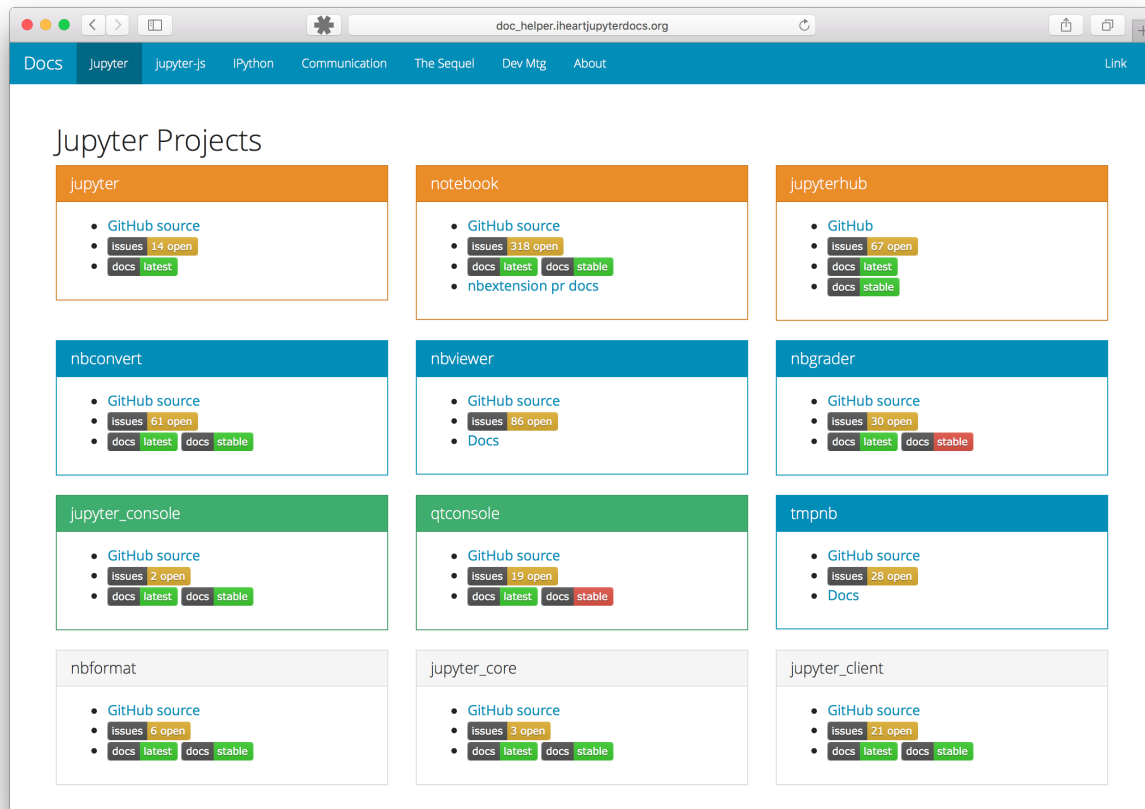 doc_helper.iheartjupyterdocs.org
Docs Jupyter jupyter-js IPython Communication The Sequel Dev Mtg About Link
Jupyter Projects
jupyter
GitHub source
issues 14 open
docs latest
notebook
GitHub source
issues 318 open
docs latest docs stable
nbextension pr docs
jupyterhub
GitHub
issues 67 open
docs latest
docs stable
nbconvert
GitHub source
issues 61 open
docs latest docs stable
nbviewer
GitHub source
issues 86 open
Docs
nbgrader
GitHub source
issues 30 open
docs latest docs stable
jupyter_console
GitHub source
issues 2 open
docs latest docs stable
qtconsole
GitHub source
issues 19 open
docs latest docs stable
tmpnb
GitHub source
issues 28 open
Docs
nbformat
GitHub source
issues 6 open
docs latest docs stable
jupyter_core
GitHub source
issues 3 open
docs latest docs stable
jupyter_client
GitHub source
issues 21 open
docs latest docs stable